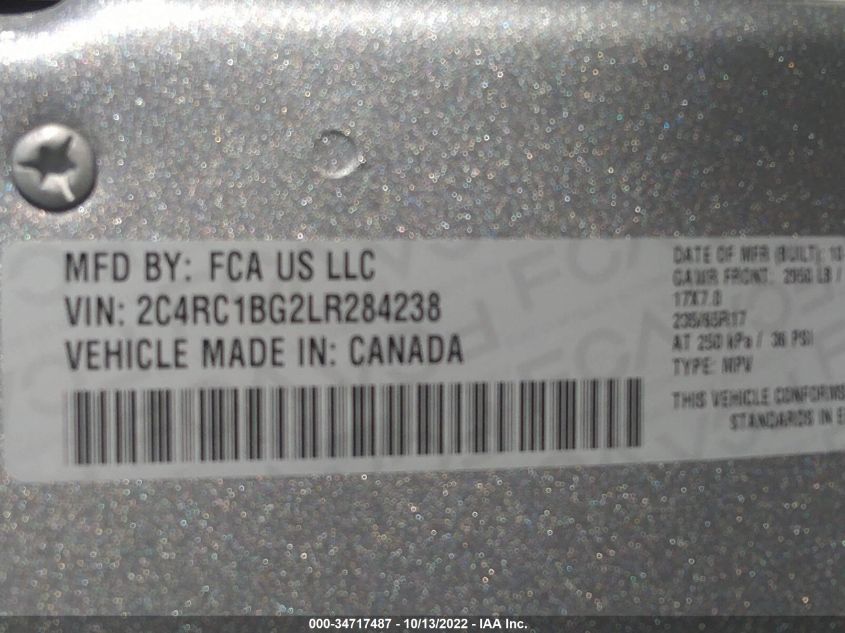 MFD BY: FCA US LLC
VIN: 2C4RC1BG2LR284238
VEHICLE MADE IN: CANADA
DATE OF MFR (BUILT): 10
GAWR FRONT: 2950 LB /
17X7.0
235/65R17
AT 250 kPa / 36 PSI
TYPE: MPV
THIS VEHICLE CONFORMS
STANDARDS IN E
000-34717487 - 10/13/2022 - IAA Inc.